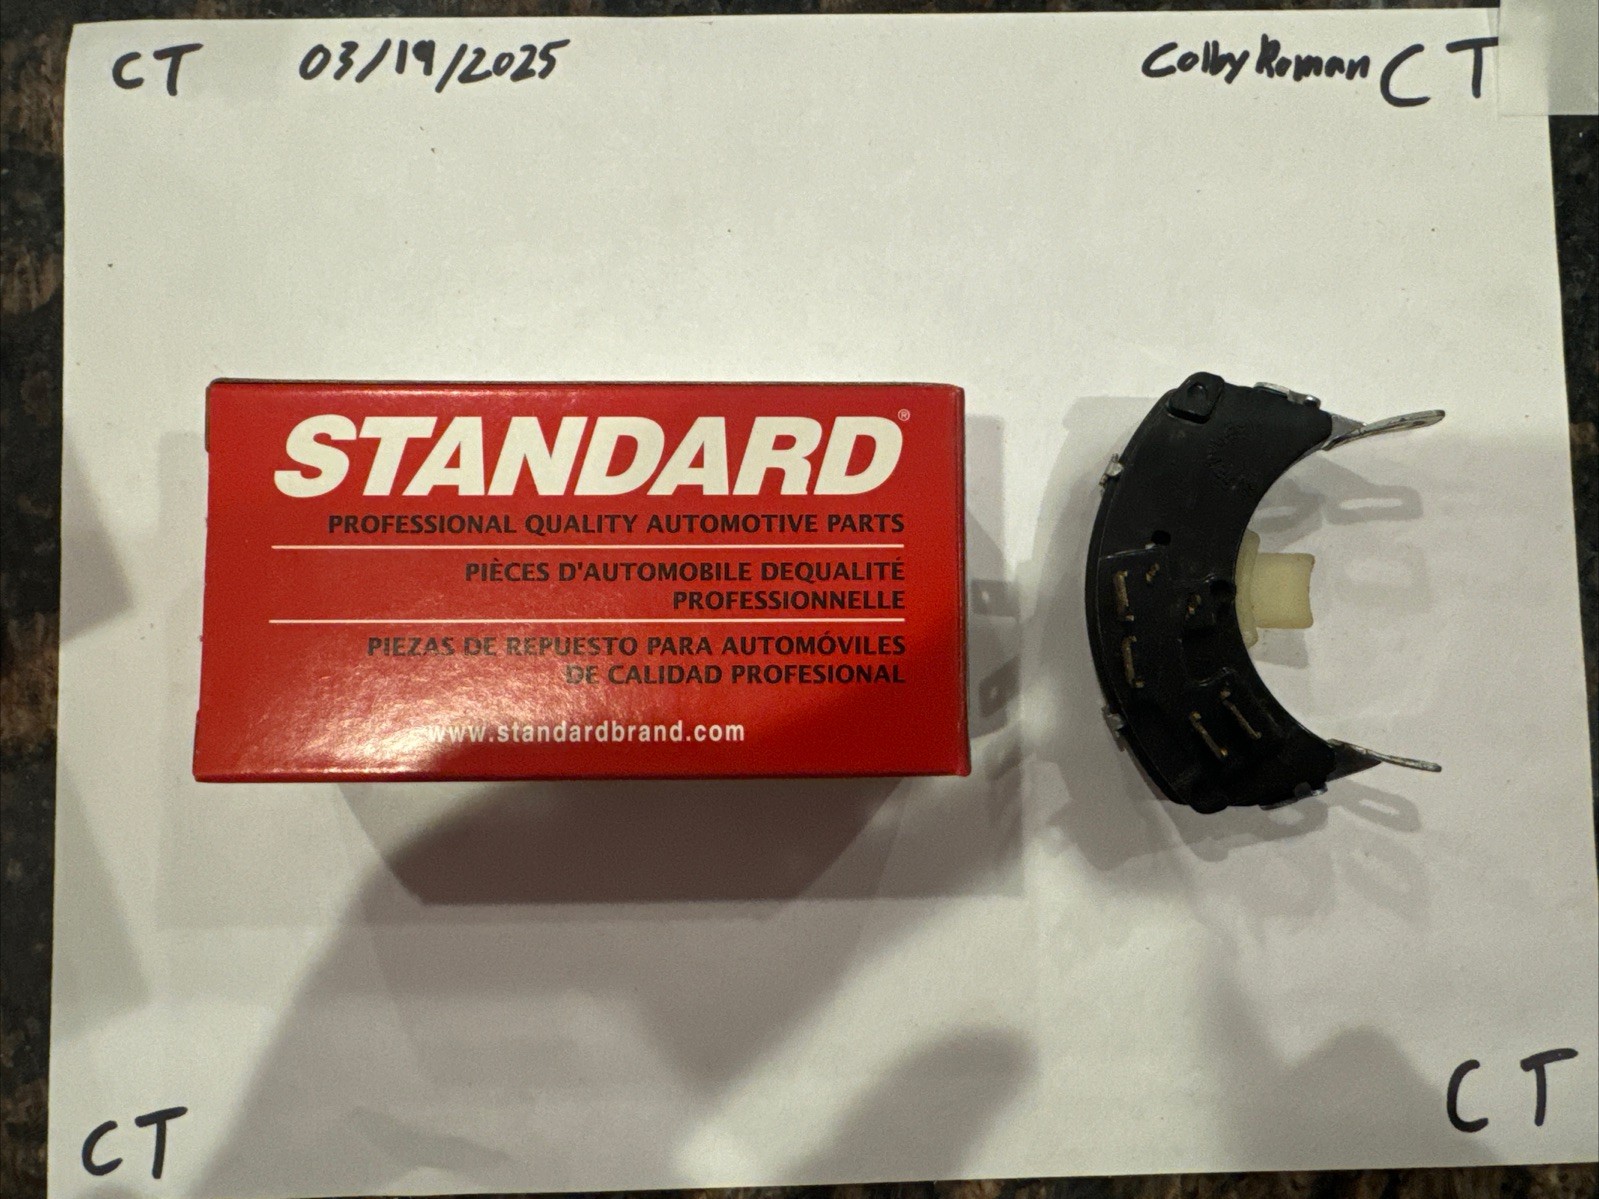 CT 03/19/2025 Colby Roman CT
STANDARD®
PROFESSIONAL QUALITY AUTOMOTIVE PARTS
PIÈCES D'AUTOMOBILE DEQUALITÉ
PROFESSIONNELLE
PIEZAS DE REPUESTO PARA AUTOMÓVILES
DE CALIDAD PROFESIONAL
www.standardbrand.com
CT
CT